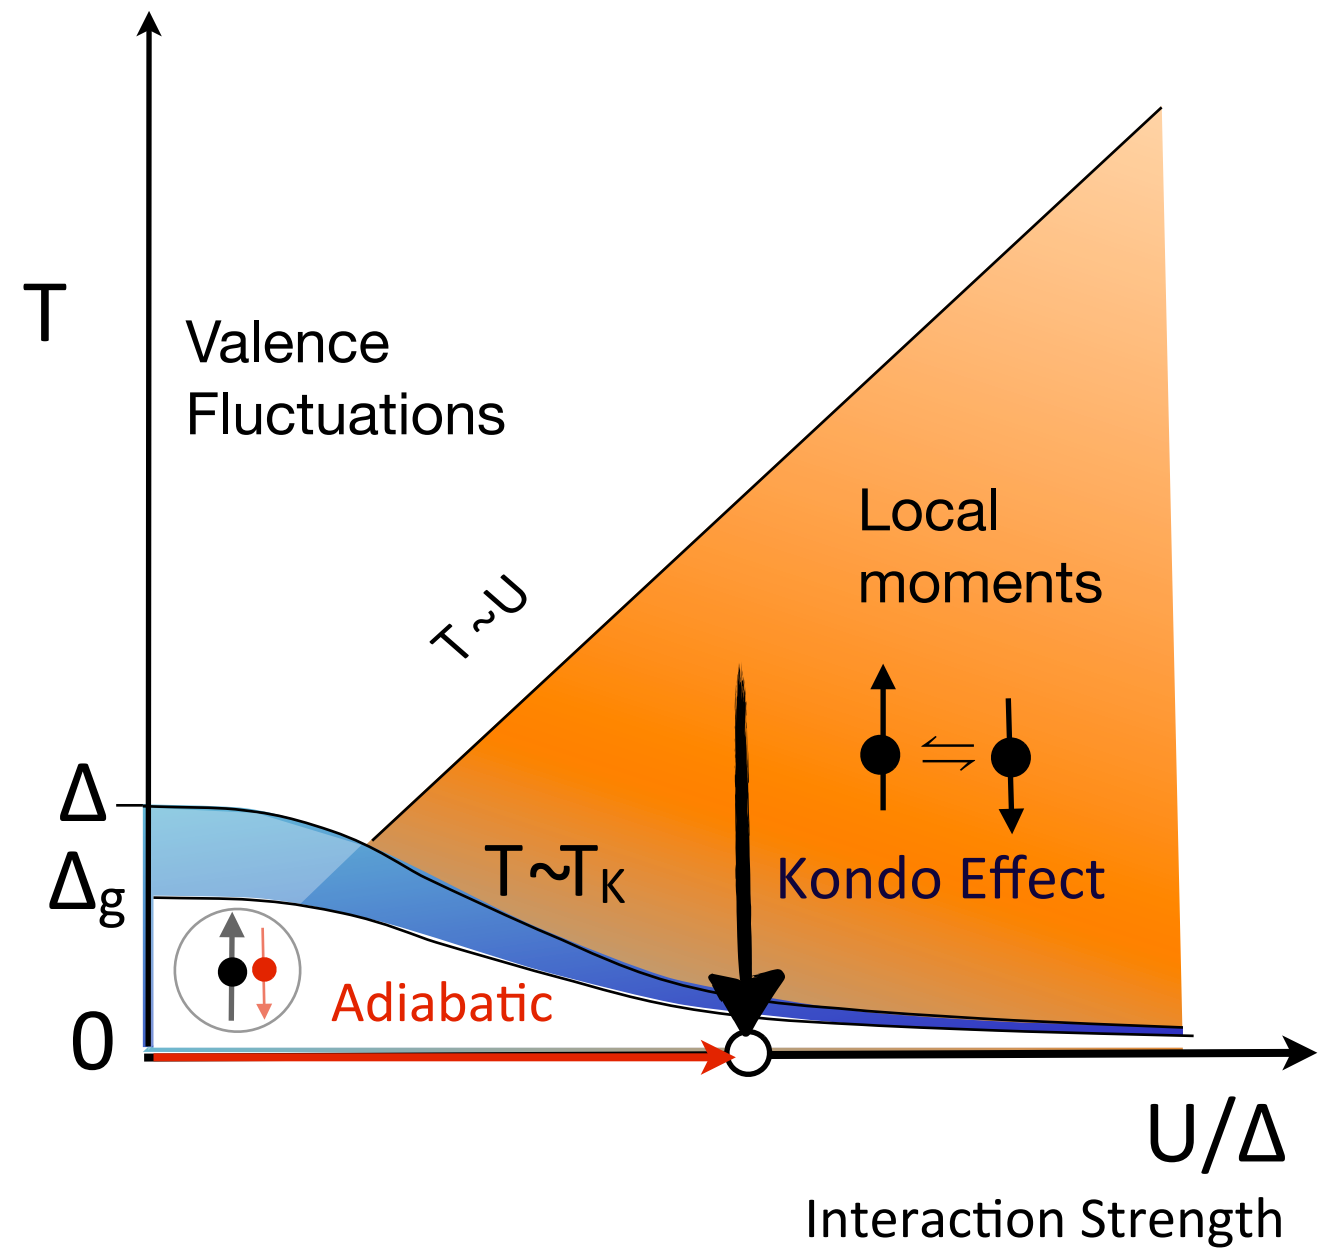 T
Valence
Fluctuations
T ~ U
Local
moments
Δ
Δg
T~TK
Kondo Effect
Adiabatic
0
U/Δ
Interaction Strength